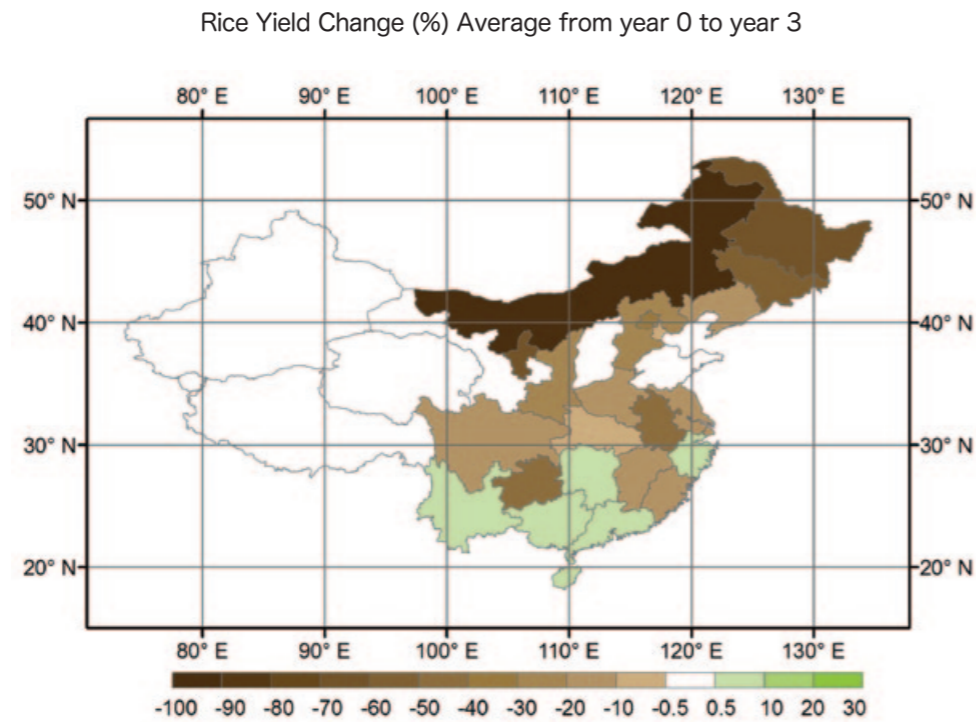 Rice Yield Change (%) Average from year 0 to year 3
80° E 90° E 100° E 110° E 120° E 130° E
50° N 50° N
40° N 40° N
30° N 30° N
20° N 20° N
80° E 90° E 100° E 110° E 120° E 130° E
-100 -90 -80 -70 -60 -50 -40 -30 -20 -10 -0.5 0.5 10 20 30